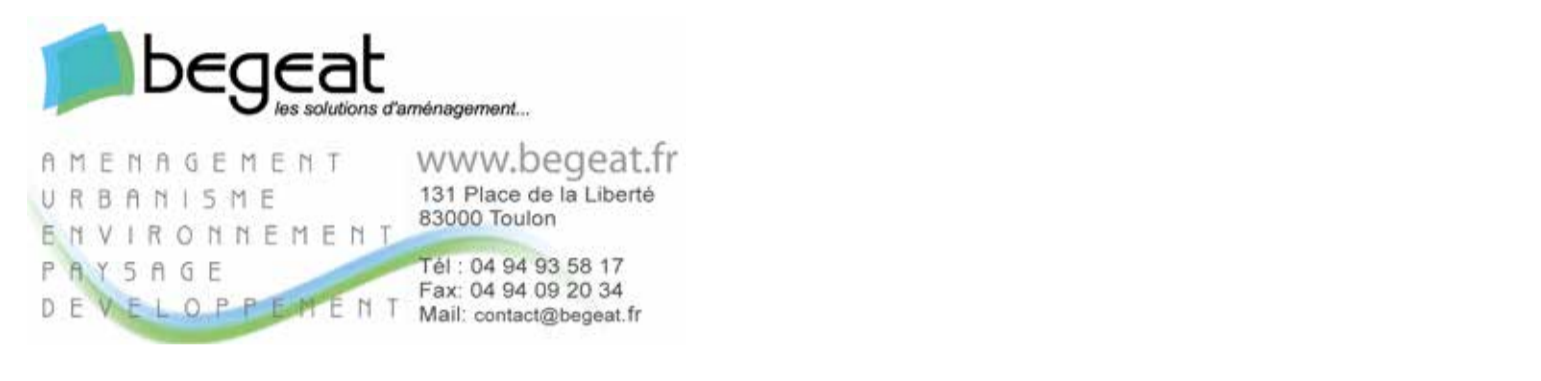 begeat
les solutions d'aménagement...
AMENAGEMENT
URBANISME
ENVIRONNEMENT
PAYSAGE
DEVELOPPEMENT
www.begeat.fr
131 Place de la Liberté
83000 Toulon
Tél : 04 94 93 58 17
Fax: 04 94 09 20 34
Mail: contact@begeat.fr